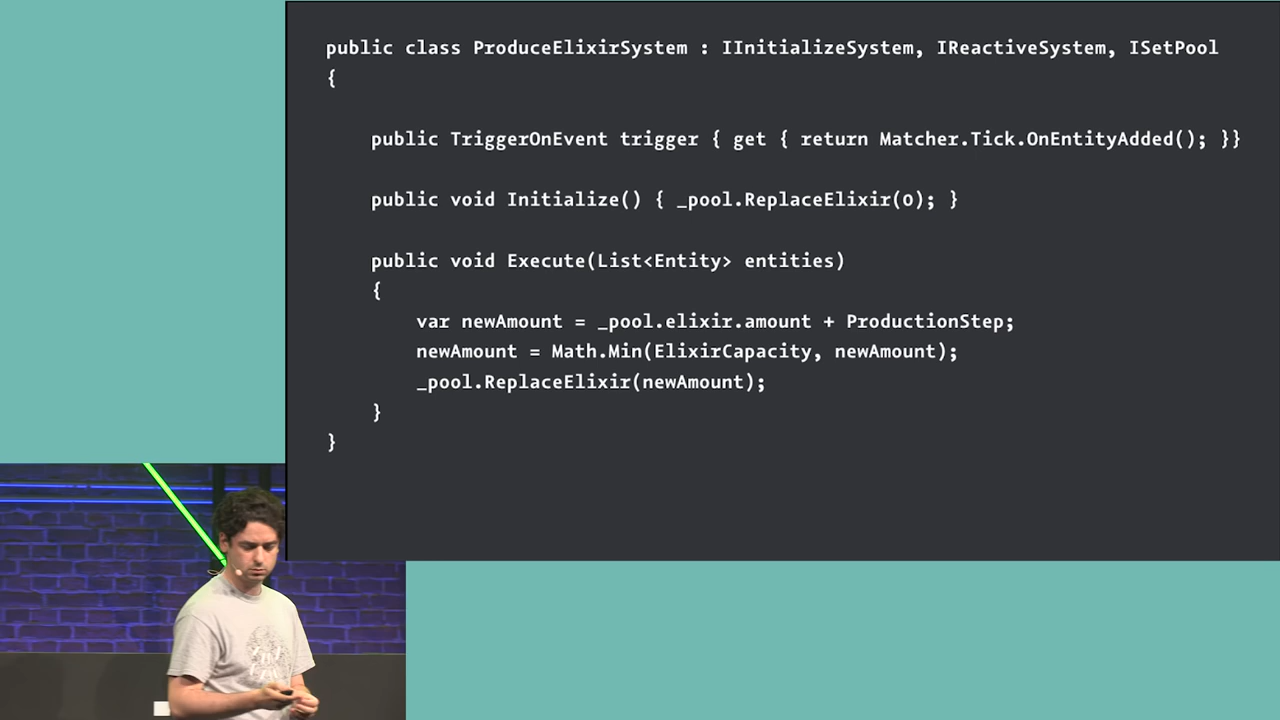 public class ProduceElixirSystem : IInitializeSystem, IReactiveSystem, ISetPool
{
public TriggerOnEvent trigger { get { return Matcher.Tick.OnEntityAdded(); }}
public void Initialize() { _pool.ReplaceElixir(0); }
public void Execute(List<Entity> entities)
{
var newAmount = _pool.elixir.amount + ProductionStep;
newAmount = Math.Min(ElixirCapacity, newAmount);
_pool.ReplaceElixir(newAmount);
}
}